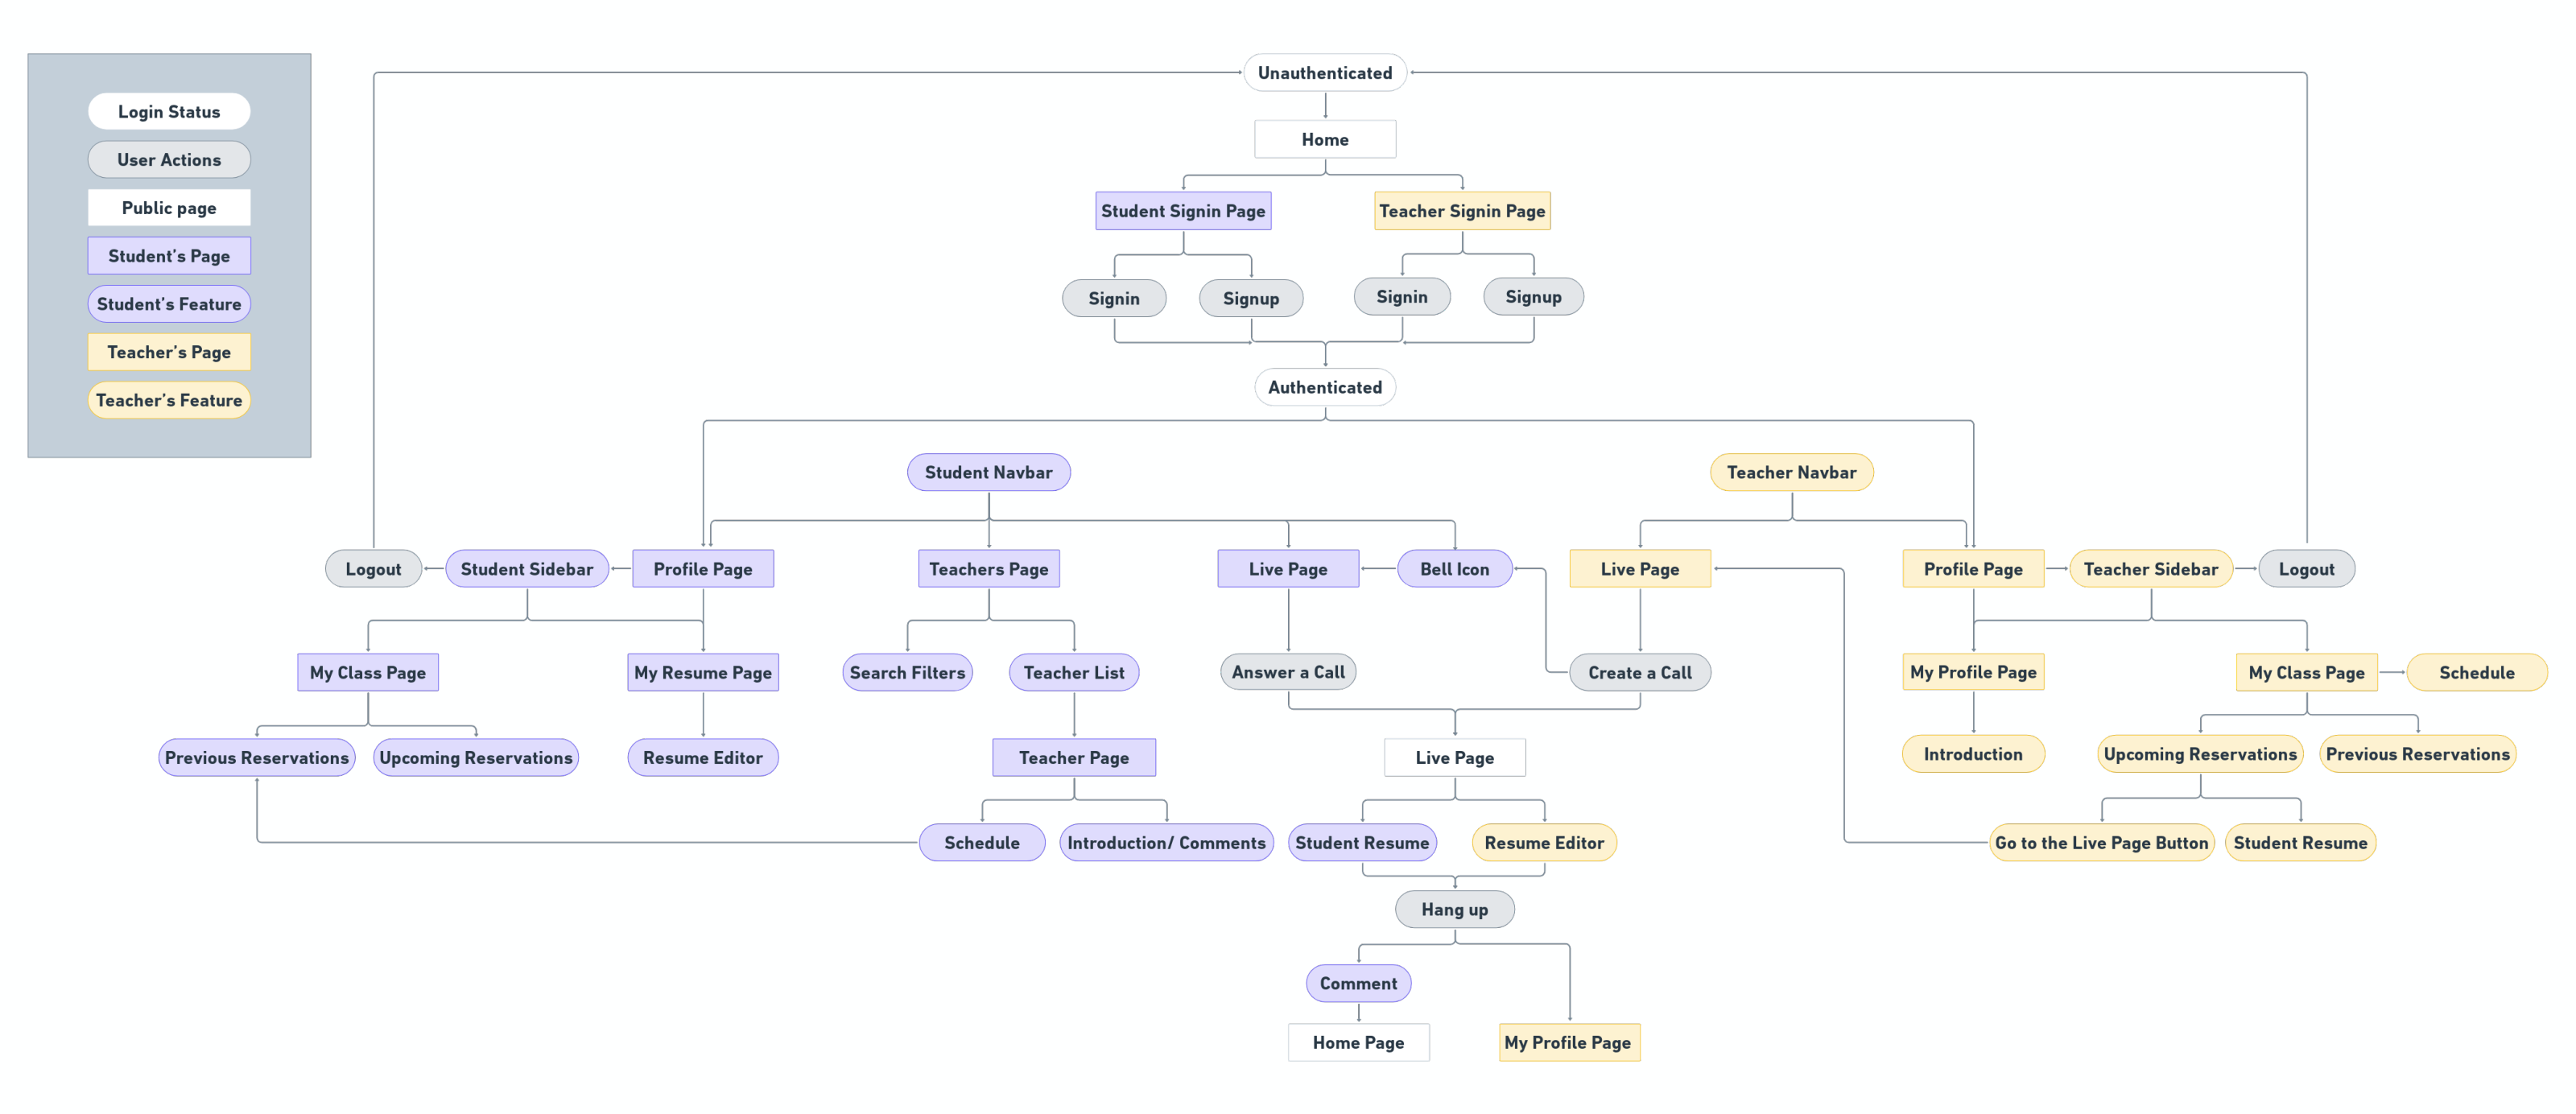 Login Status
User Actions
Public page
Student's Page
Student's Feature
Teacher's Page
Teacher's Feature
Unauthenticated
Home
Student Signin Page
Teacher Signin Page
Signin
Signup
Signin
Signup
Authenticated
Student Navbar
Teacher Navbar
Logout
Student Sidebar
Profile Page
Teachers Page
Live Page
Bell Icon
Live Page
Profile Page
Teacher Sidebar
Logout
My Class Page
My Resume Page
Search Filters
Teacher List
Answer a Call
Create a Call
My Profile Page
My Class Page
Schedule
Previous Reservations
Upcoming Reservations
Resume Editor
Teacher Page
Live Page
Introduction
Upcoming Reservations
Previous Reservations
Schedule
Introduction/ Comments
Student Resume
Resume Editor
Go to the Live Page Button
Student Resume
Hang up
Comment
Home Page
My Profile Page